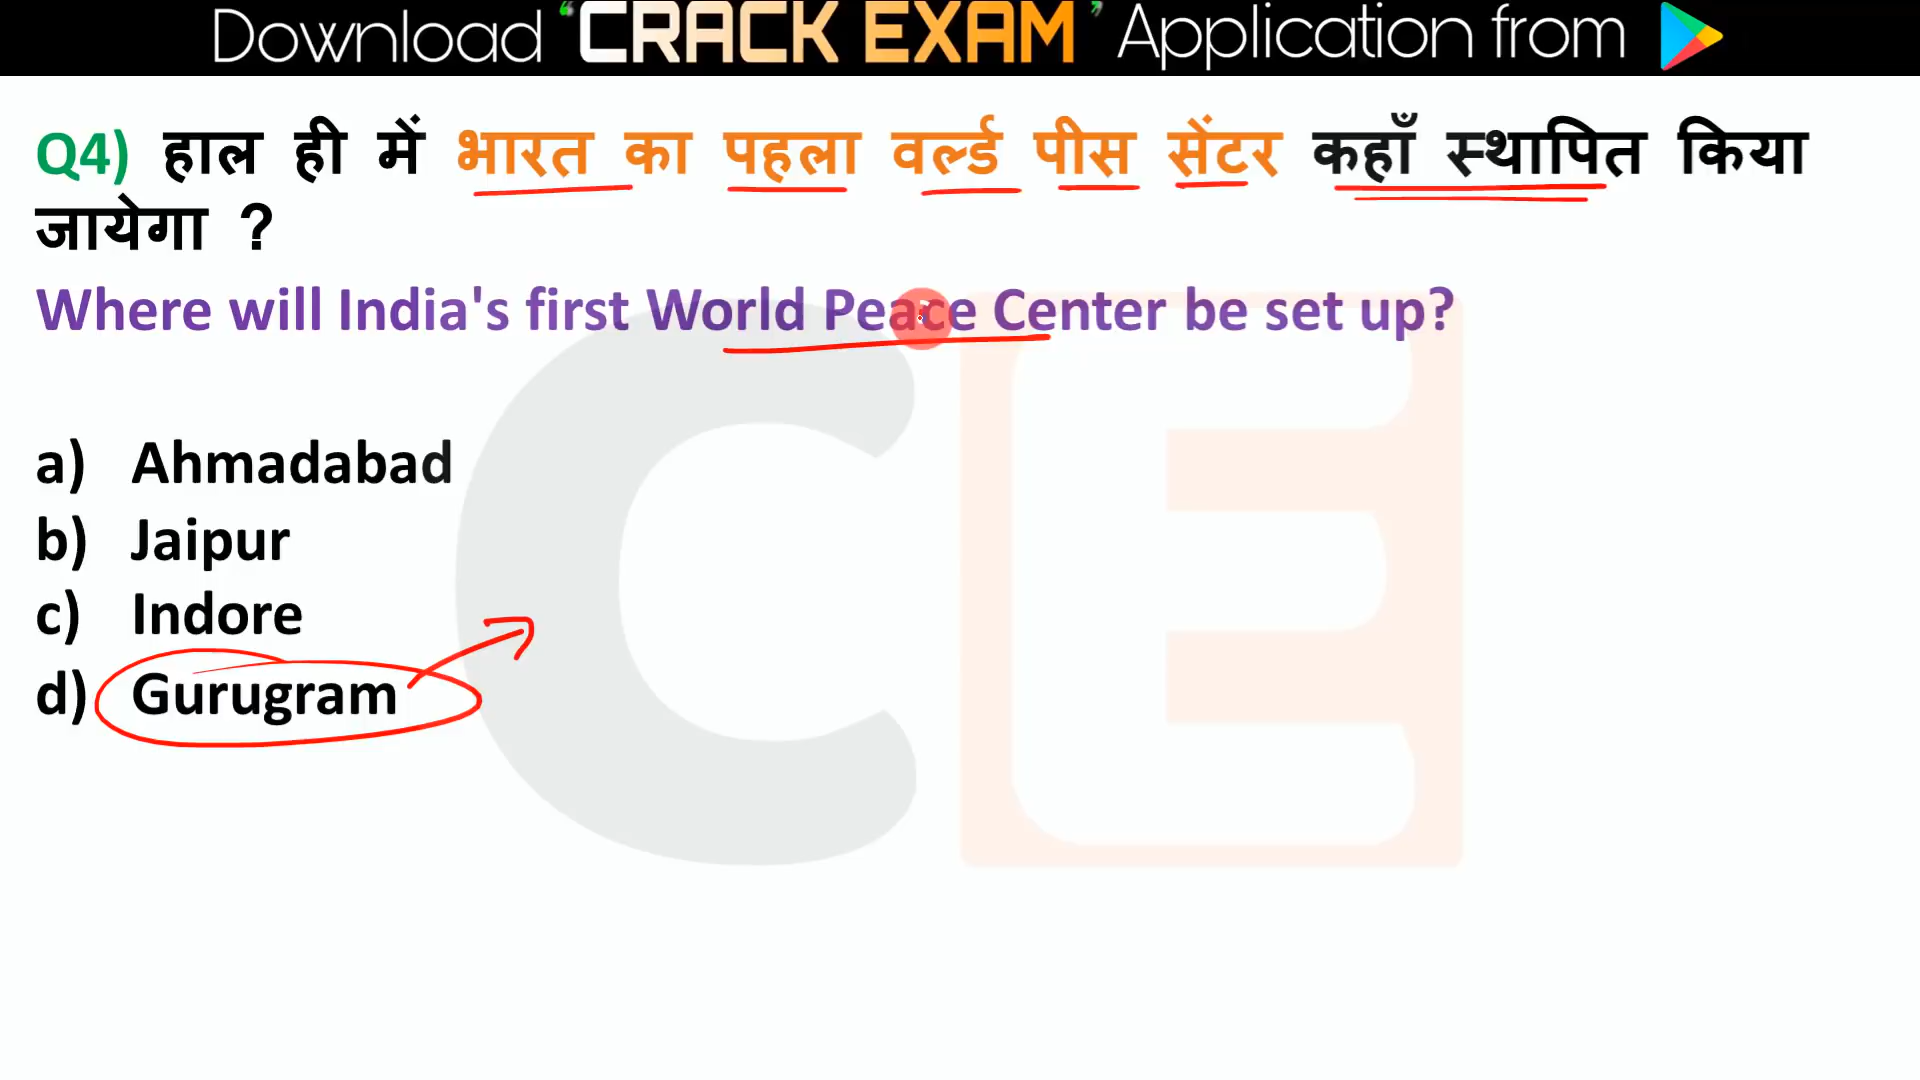 Download “CRACK EXAM” Application from
Q4) हाल ही में भारत का पहला वर्ल्ड पीस सेंटर कहाँ स्थापित किया
जायेगा ?
Where will India's first World Peace Center be set up?
a) Ahmadabad
b) Jaipur
c) Indore
d) Gurugram
CE